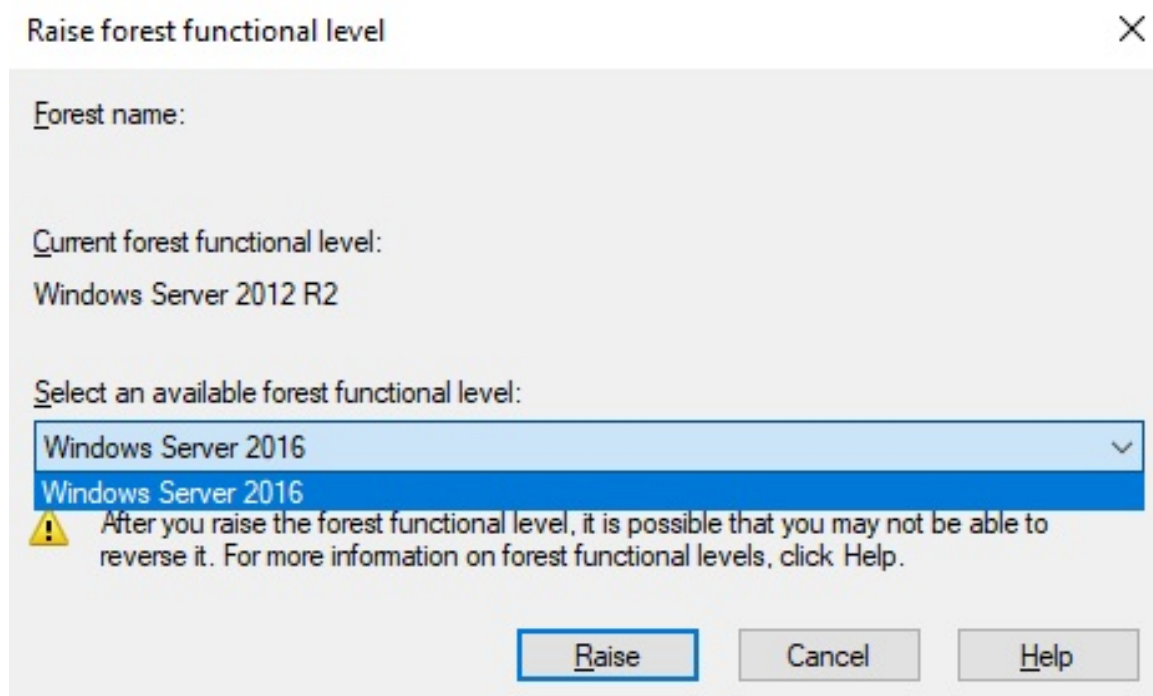 Raise forest functional level
Forest name:
Current forest functional level:
Windows Server 2012 R2
Select an available forest functional level:
Windows Server 2016
Windows Server 2016
After you raise the forest functional level, it is possible that you may not be able to
reverse it. For more information on forest functional levels, click Help.
Raise Cancel Help